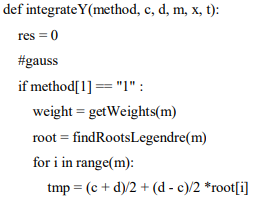 def integrateY(method, c, d, m, x, t):
res = 0
#gauss
if method[1] == "1" :
weight = getWeights(m)
root = findRootsLegendre(m)
for i in range(m):
tmp = (c + d)/2 + (d - c)/2 *root[i]